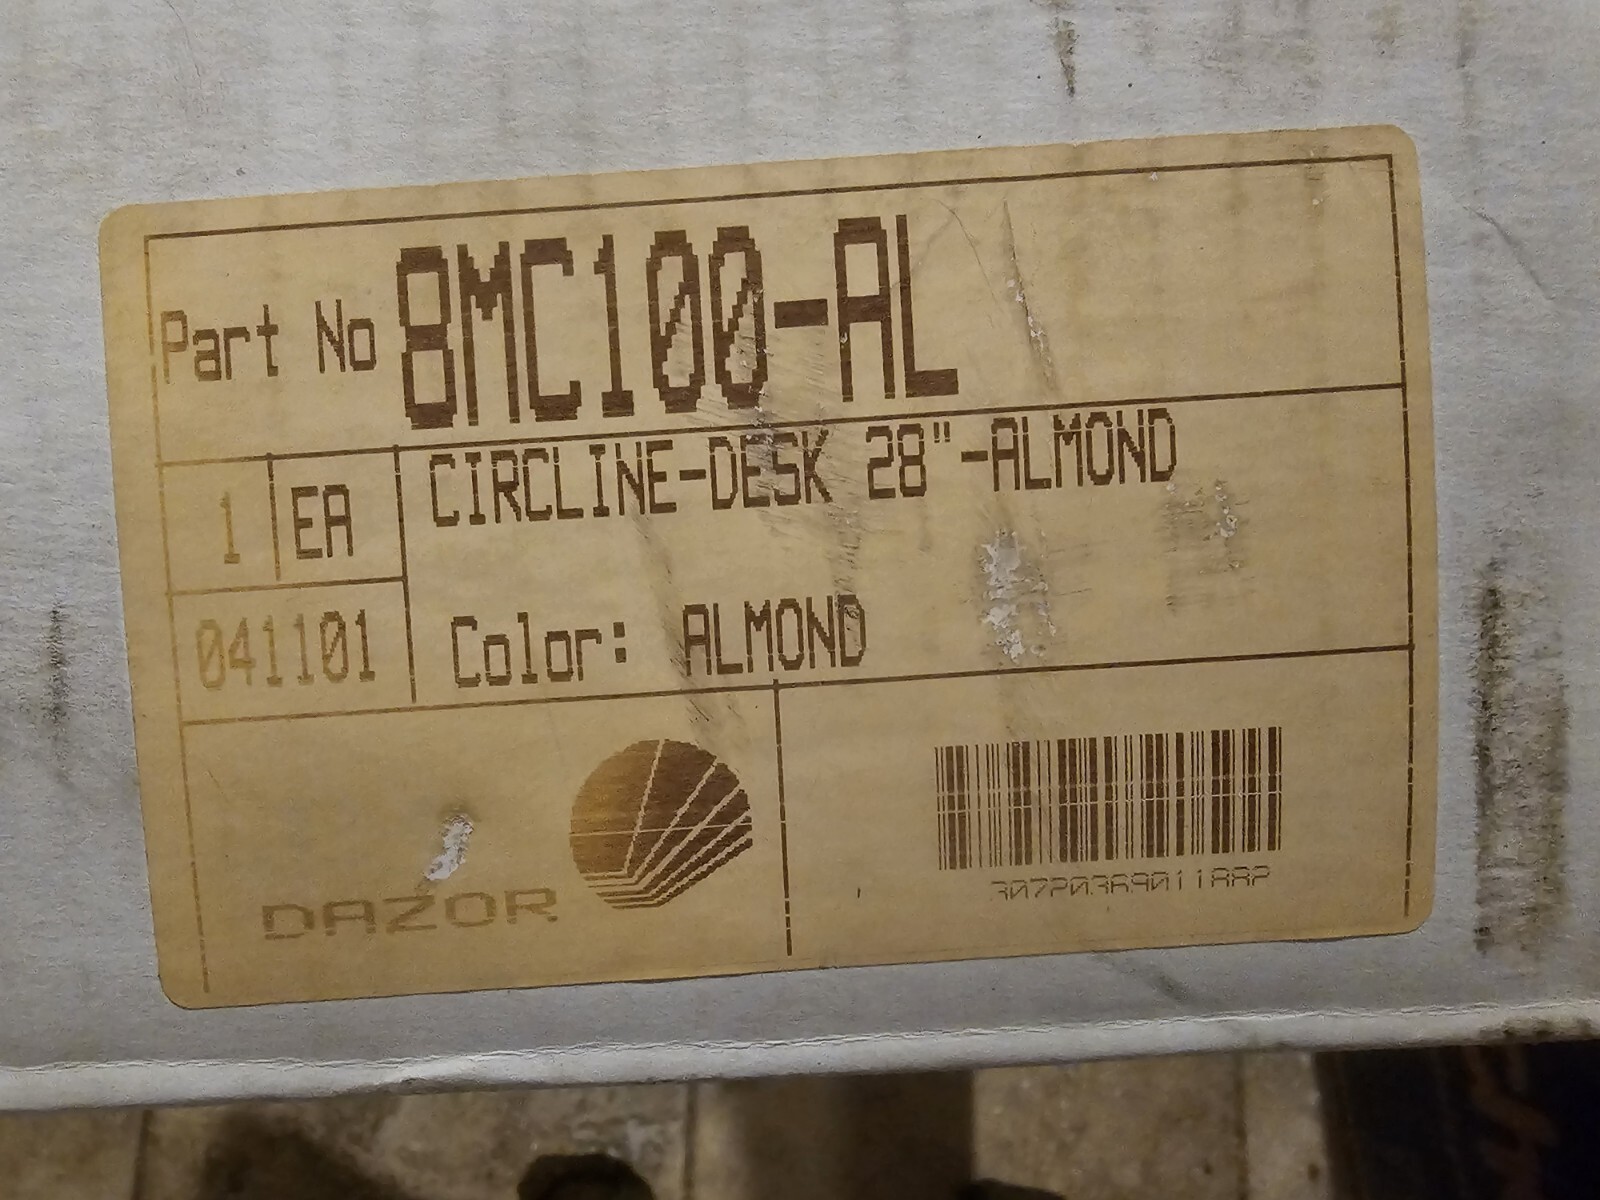 Part No 8MC100-AL
1 EA
CIRCLINE-DESK 28"-ALMOND
041101
Color: ALMOND
DAZOR